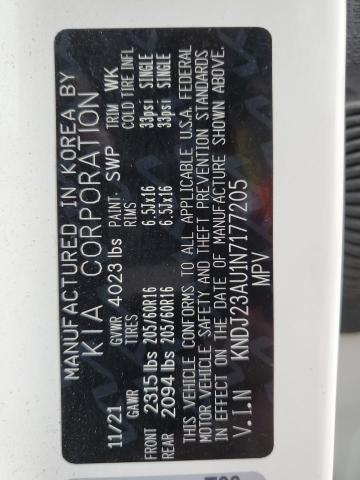 MANUFACTURED IN KOREA BY
KIA CORPORATION
11/21 GVWR 4023 lbs PAINT: SWP TRIM WK
GAWR TIRES RIMS COLD TIRE INFL
FRONT 2315 lbs 205/60R16 6.5Jx16 33psi SINGLE
REAR 2094 lbs 205/60R16 6.5Jx16 33psi SINGLE
THIS VEHICLE CONFORMS TO ALL APPLICABLE U.S.A. FEDERAL
MOTOR VEHICLE SAFETY AND THEFT PREVENTION STANDARDS
IN EFFECT ON THE DATE OF MANUFACTURE SHOWN ABOVE.
V.I.N KNDJ23AU1N7177205
MPV